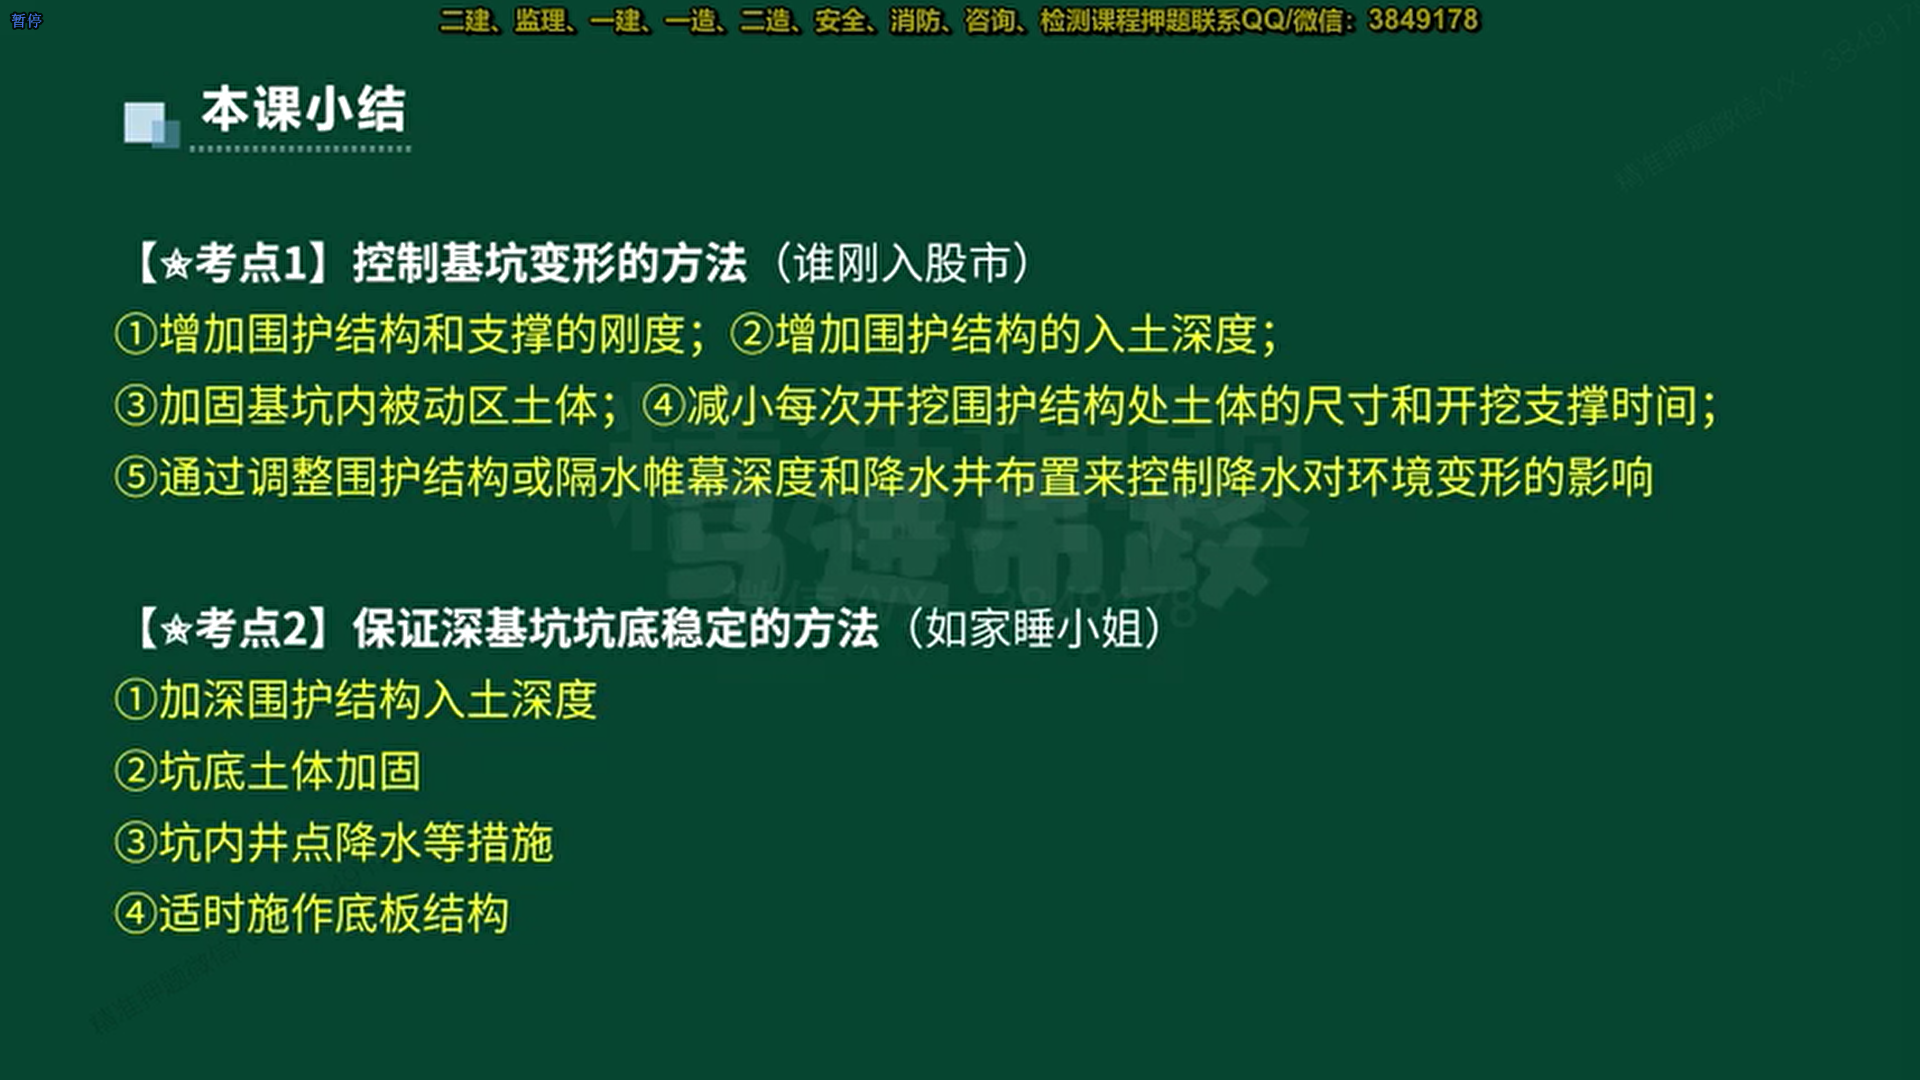 暂停
二建、监理、一建、一造、二造、安全、消防、咨询、检测课程押题联系QQ/微信：3849178
本课小结
【☆考点1】控制基坑变形的方法（谁刚入股市）
①增加围护结构和支撑的刚度；②增加围护结构的入土深度；
③加固基坑内被动区土体；④减小每次开挖围护结构处土体的尺寸和开挖支撑时间；
⑤通过调整围护结构或隔水帷幕深度和降水井布置来控制降水对环境变形的影响
【☆考点2】保证深基坑坑底稳定的方法（如家睡小姐）
①加深围护结构入土深度
②坑底土体加固
③坑内井点降水等措施
④适时施作底板结构